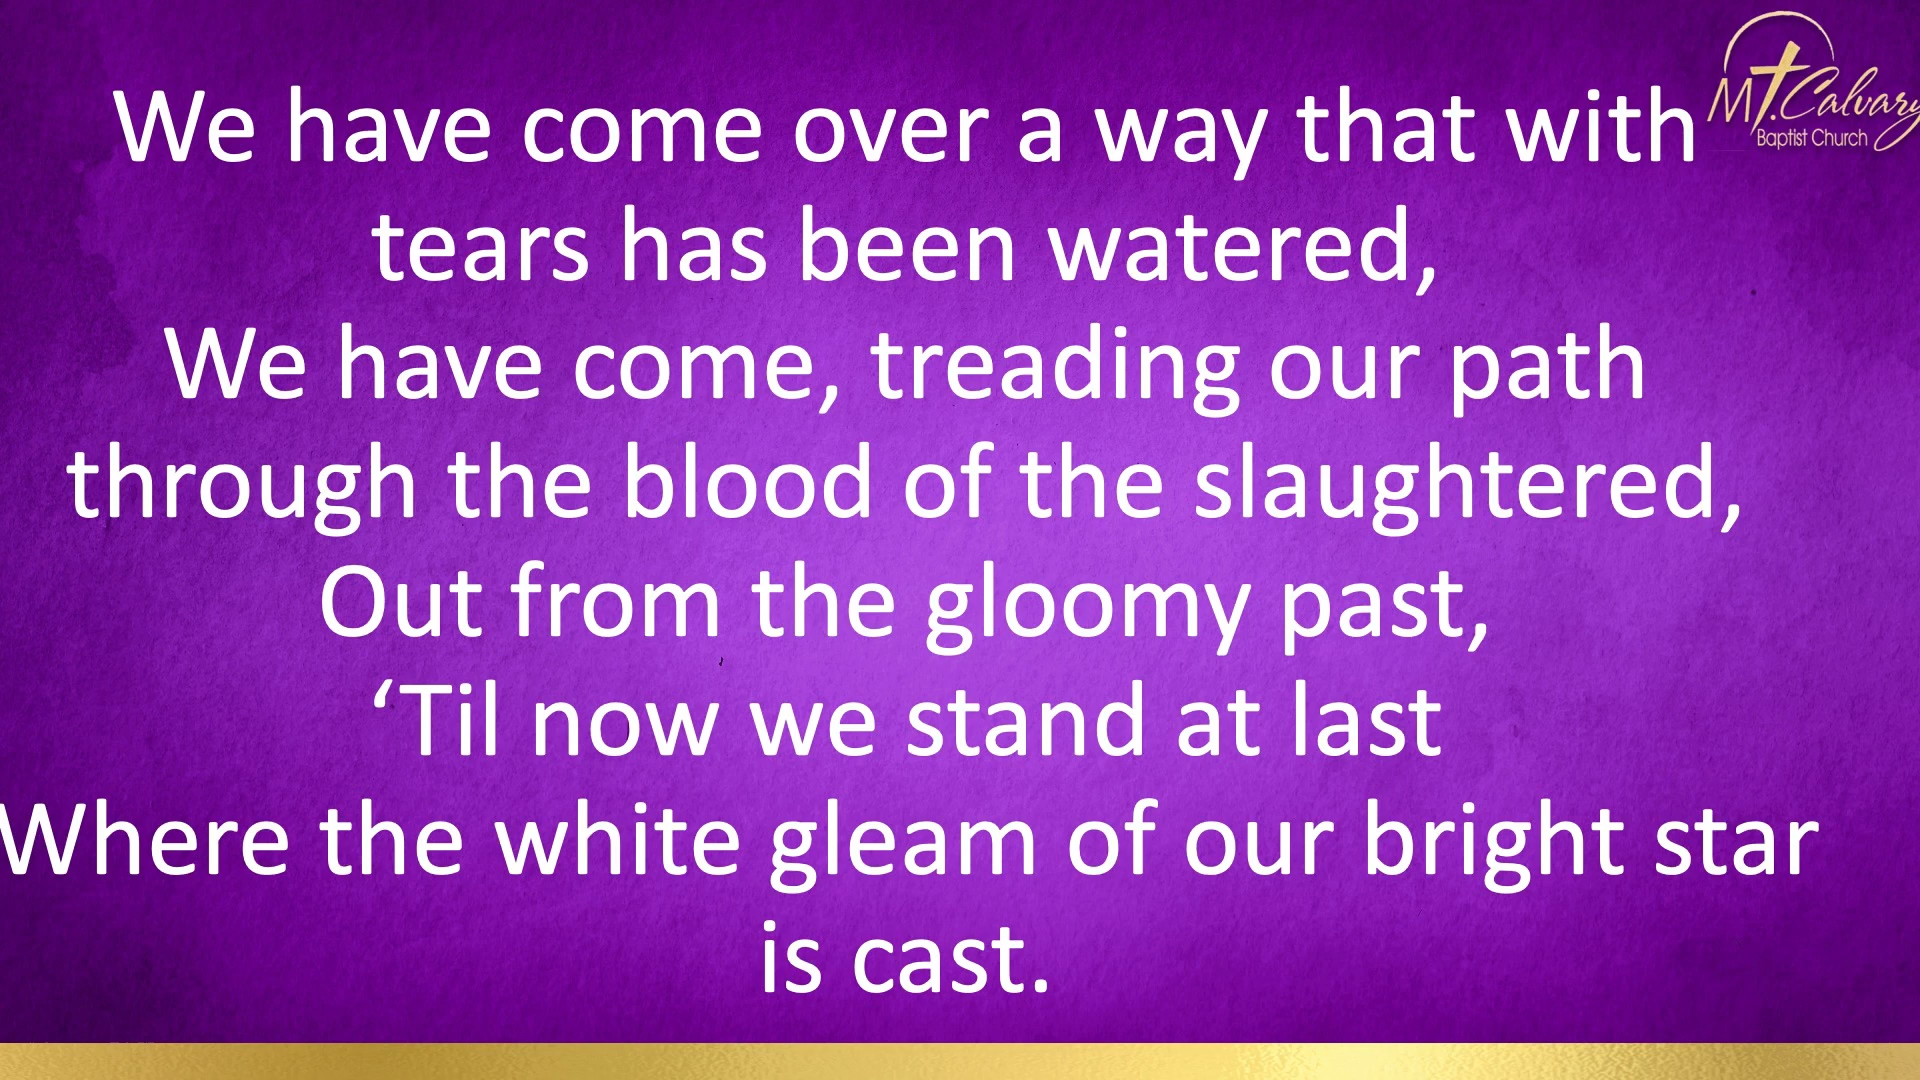 We have come over a way that with
tears has been watered,
We have come, treading our path
through the blood of the slaughtered,
Out from the gloomy past,
‘Til now we stand at last
Where the white gleam of our bright star
is cast.
Mt. Calvary
Baptist Church